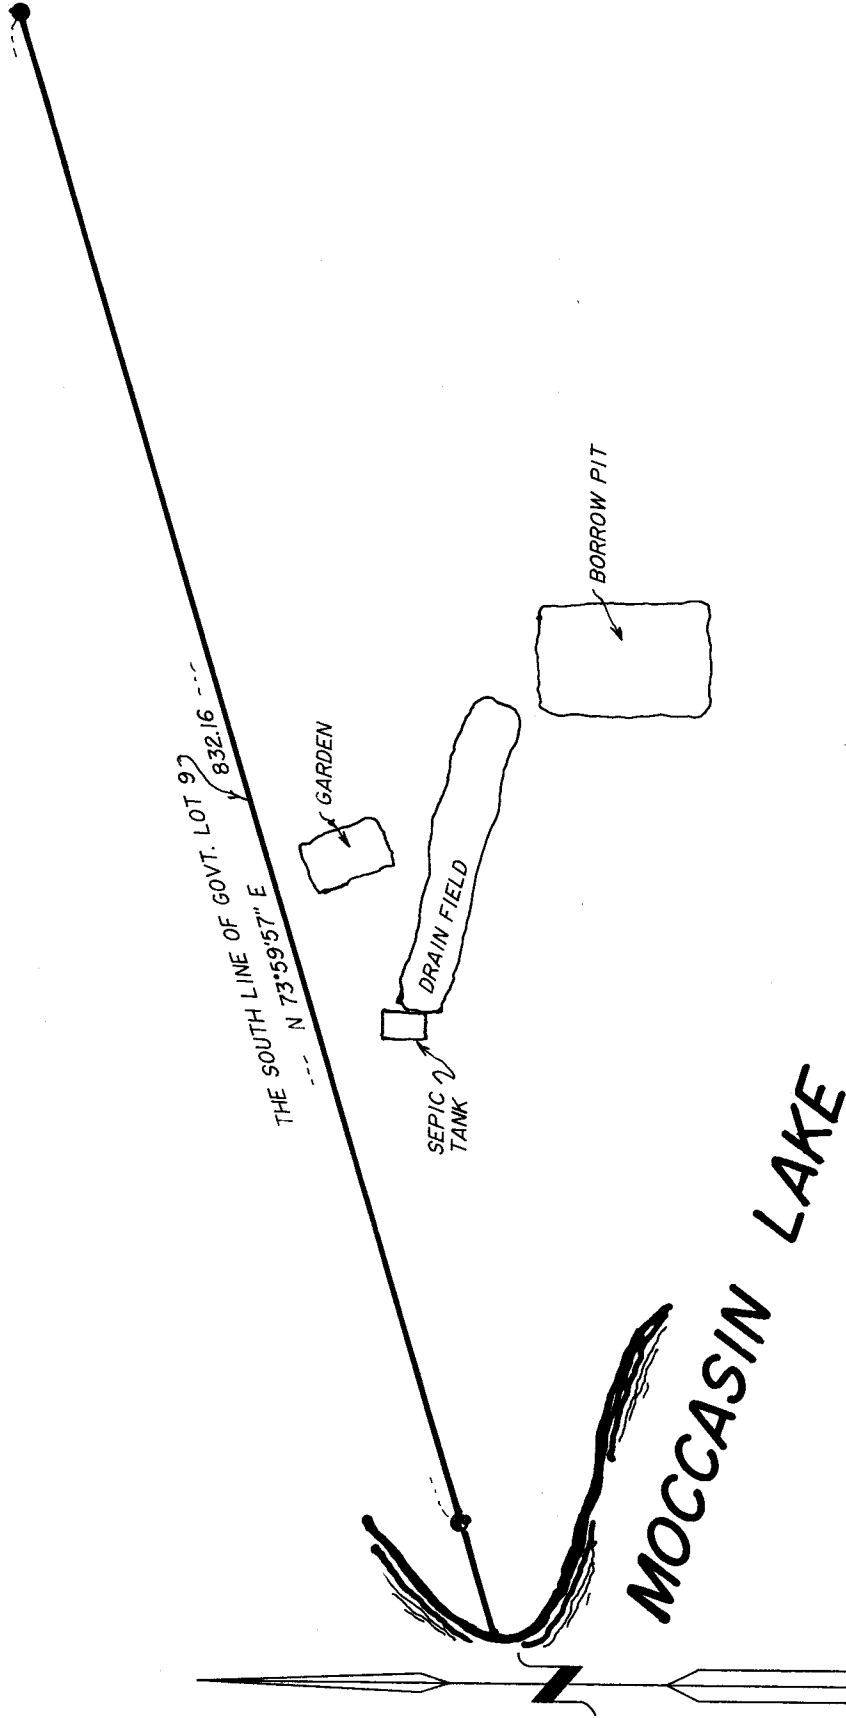 THE SOUTH LINE OF GOVT. LOT 9
--- N 73°59'57" E
832.16 ---
GARDEN
BORROW PIT
DRAIN FIELD
SEPIC
TANK
MOCCASIN LAKE
N